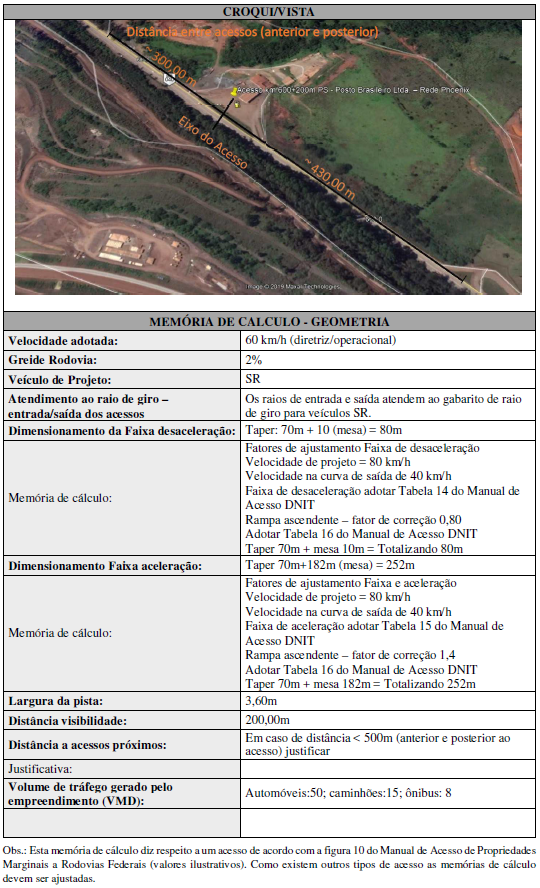 CROQUI/VISTA
Distância entre acessos (anterior e posterior)
~ 300,00 m
Acesso km 600+200m PS - Posto Brasileiro Ltda. – Rede Phoenix
Eixo do Acesso
~ 430,00 m
Image © 2019 Maxar Technologies
MEMÓRIA DE CALCULO - GEOMETRIA
Velocidade adotada: 60 km/h (diretriz/operacional)
Greide Rodovia: 2%
Veículo de Projeto: SR
Atendimento ao raio de giro – entrada/saída dos acessos
Os raios de entrada e saída atendem ao gabarito de raio
de giro para veículos SR.
Dimensionamento da Faixa desaceleração: Taper: 70m + 10 (mesa) = 80m
Memória de cálculo:
Fatores de ajustamento Faixa de desaceleração
Velocidade de projeto = 80 km/h
Velocidade na curva de saída de 40 km/h
Faixa de desaceleração adotar Tabela 14 do Manual de
Acesso DNIT
Rampa ascendente – fator de correção 0,80
Adotar Tabela 16 do Manual de Acesso DNIT
Taper 70m + mesa 10m = Totalizando 80m
Dimensionamento Faixa aceleração: Taper 70m+182m (mesa) = 252m
Memória de cálculo:
Fatores de ajustamento Faixa e aceleração
Velocidade de projeto = 80 km/h
Velocidade na curva de saída de 40 km/h
Faixa de aceleração adotar Tabela 15 do Manual de
Acesso DNIT
Rampa ascendente – fator de correção 1,4
Adotar Tabela 16 do Manual de Acesso DNIT
Taper 70m + mesa 182m = Totalizando 252m
Largura da pista: 3,60m
Distância visibilidade: 200,00m
Distância a acessos próximos:
Em caso de distância < 500m (anterior e posterior ao
acesso) justificar
Justificativa:
Volume de tráfego gerado pelo
empreendimento (VMD):
Automóveis:50; caminhões:15; ônibus: 8
Obs.: Esta memória de cálculo diz respeito a um acesso de acordo com a figura 10 do Manual de Acesso de Propriedades
Marginais a Rodovias Federais (valores ilustrativos). Como existem outros tipos de acesso as memórias de cálculo
devem ser ajustadas.